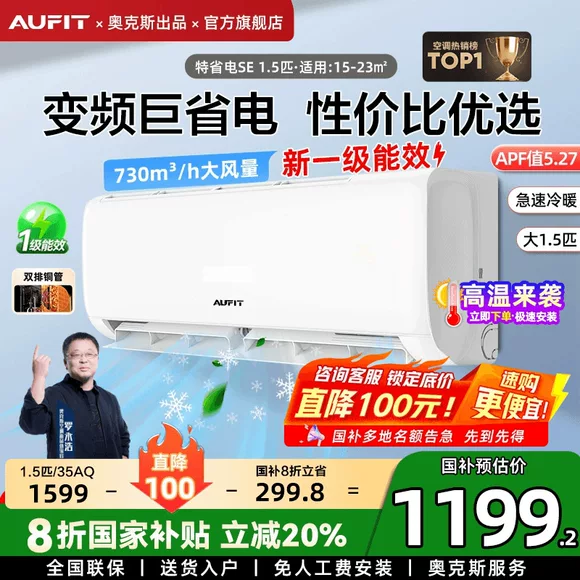 AUFIT × 奥克斯出品 × 官方旗舰店
空调热销榜
TOP1
特省电SE 1.5匹·适用:15-23㎡
变频巨省电 性价比优选
730m³/h大风量
新一级能效
APF值5.27
急速冷暖
大1.5匹
1级能效
双排铜管
AUFIT
高温来袭
立即下单·极速安装
罗永浩
咨询客服 锁定底价
直降100元!
速购
更便宜!
国补多地名额告急 先到先得
1.5匹/35AQ
1599
-
直降
100
-
国补8折立省
299.8
=
国补预估价
1199.2
8折国家补贴 立减20%
全国联保 | 送货入户 | 免人工费安装 | 奥克斯服务